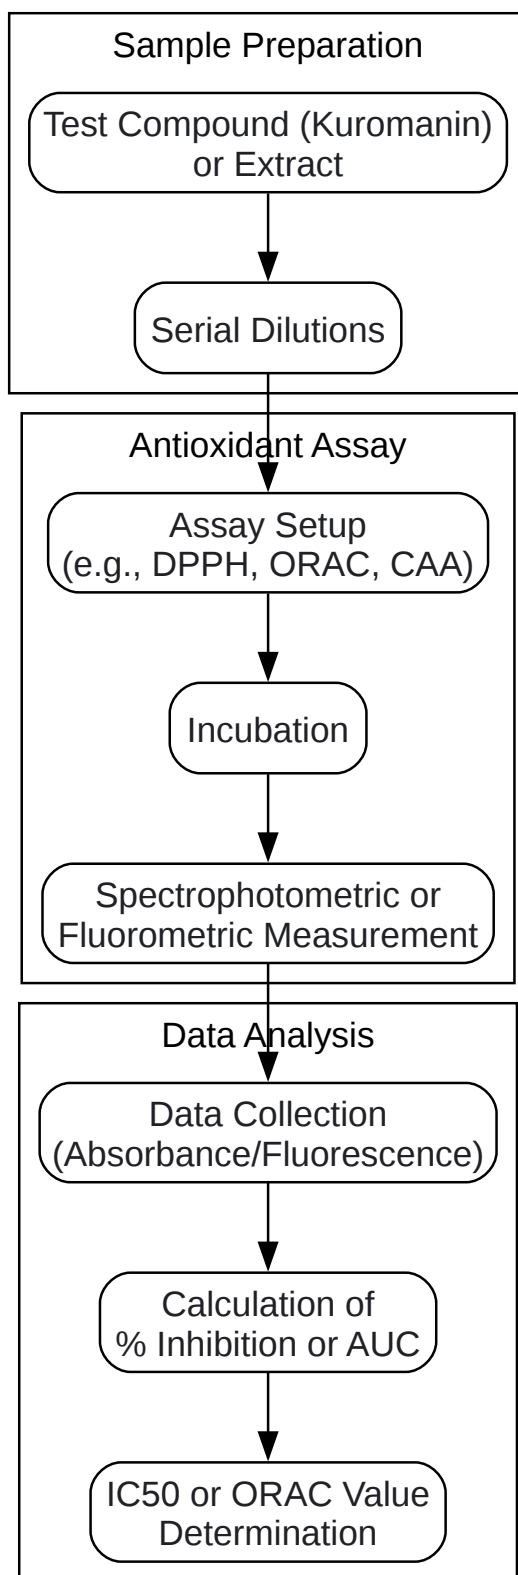 Sample Preparation
Test Compound (Kuromanin)
or Extract
Serial Dilutions
Antioxidant Assay
Assay Setup
(e.g., DPPH, ORAC, CAA)
Incubation
Spectrophotometric or
Fluorometric Measurement
Data Analysis
Data Collection
(Absorbance/Fluorescence)
Calculation of
% Inhibition or AUC
IC50 or ORAC Value
Determination